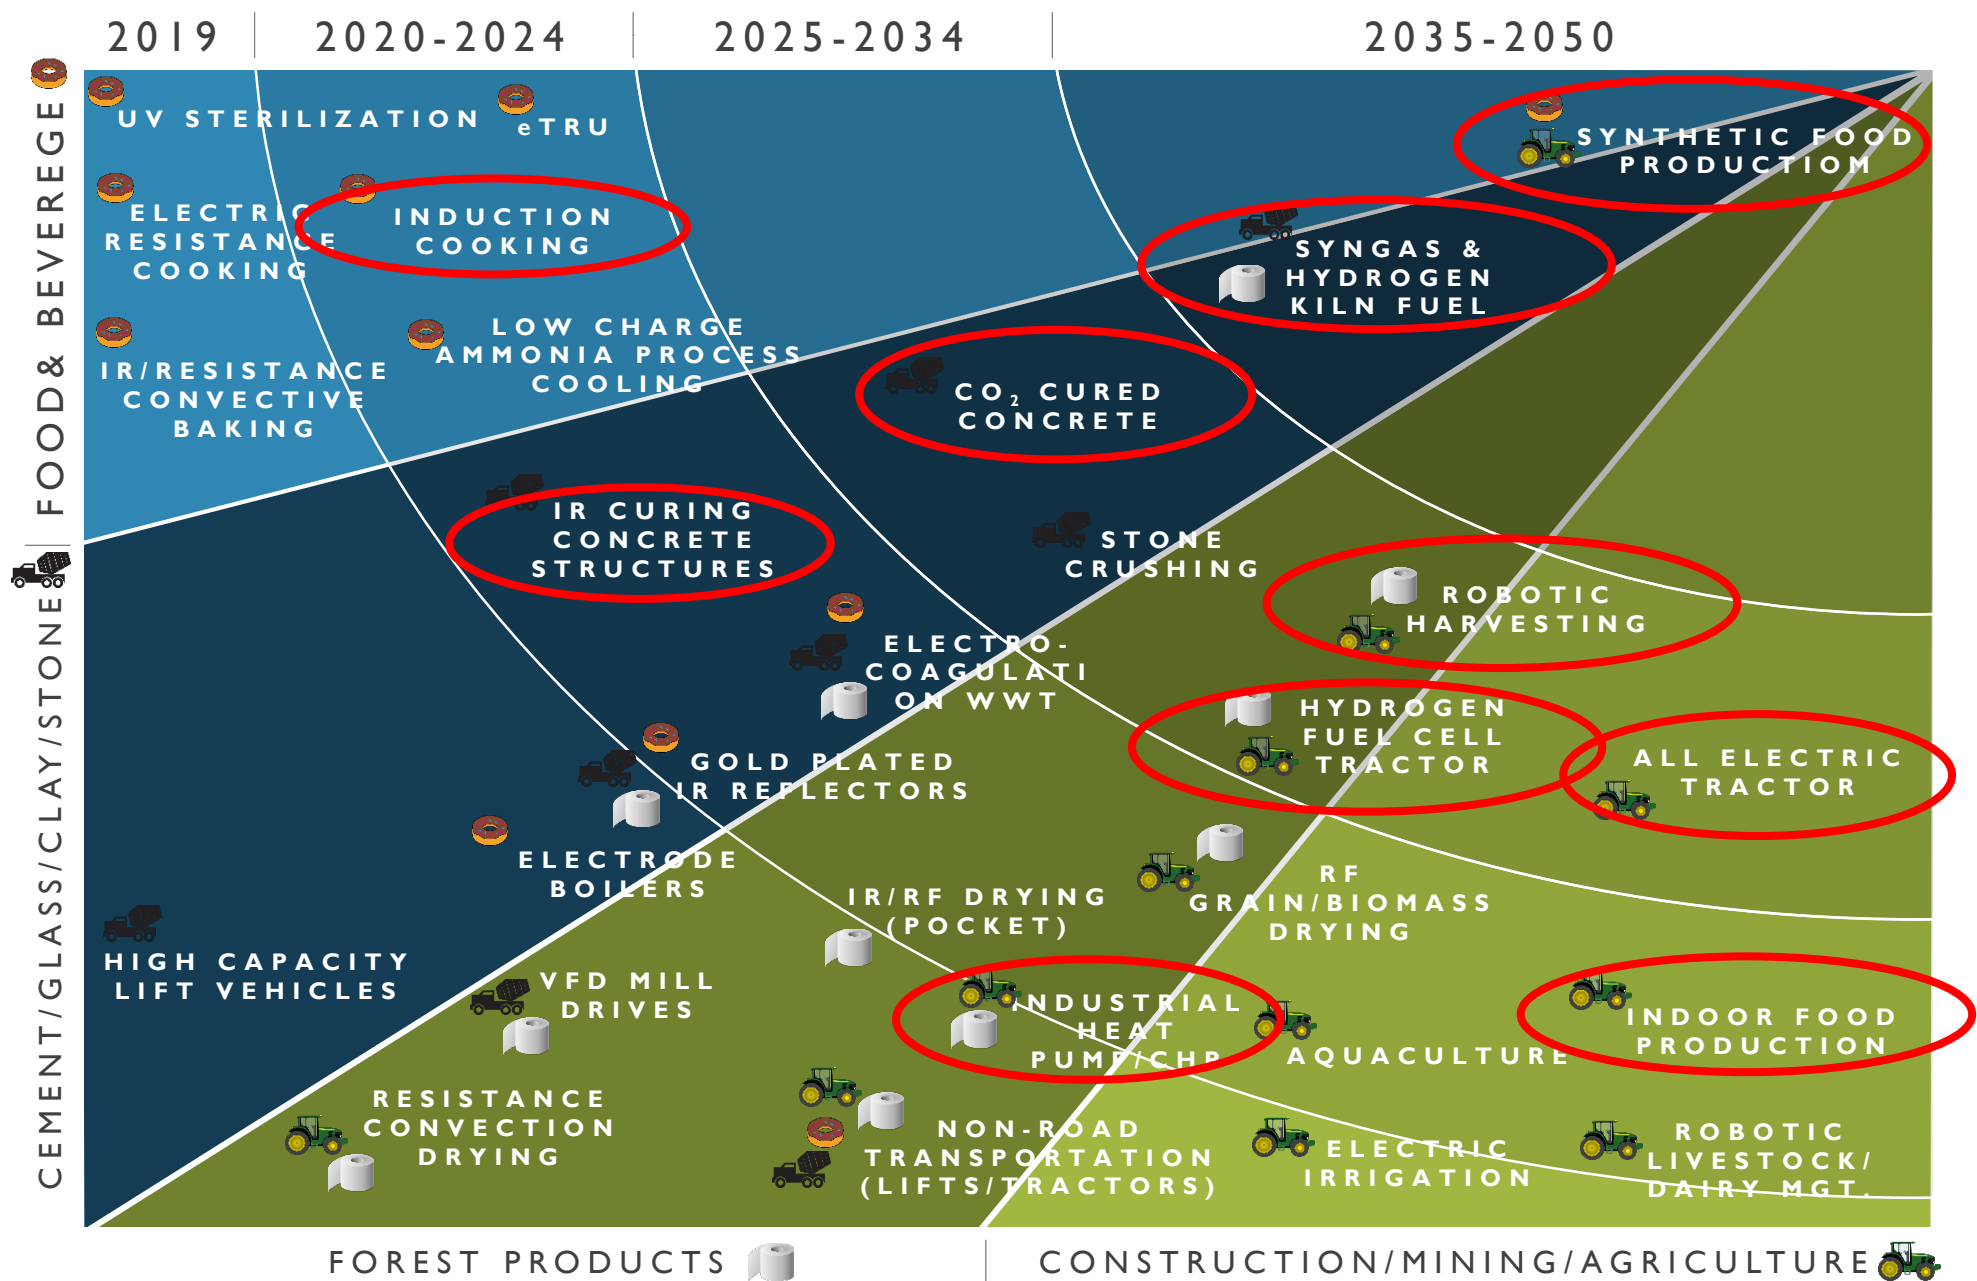 2019
2020-2024
2025-2034
2035-2050
FOOD& BEVEREGE
CEMENT/GLASS/CLAY/STONE
UV STERILIZATION
eTRU
ELECTRIC
RESISTANCE
COOKING
INDUCTION
COOKING
IR/RESISTANCE
CONVECTIVE
BAKING
LOW CHARGE
AMMONIA PROCESS
COOLING
SYNTHETIC FOOD
PRODUCTIOM
SYNGAS &
HYDROGEN
KILN FUEL
CO₂ CURED
CONCRETE
IR CURING
CONCRETE
STRUCTURES
STONE
CRUSHING
ELECTRO-
COAGULATI
ON WWT
GOLD PLATED
IR REFLECTORS
ELECTRODE
BOILERS
HIGH CAPACITY
LIFT VEHICLES
ROBOTIC
HARVESTING
HYDROGEN
FUEL CELL
TRACTOR
ALL ELECTRIC
TRACTOR
IR/RF DRYING
(POCKET)
RF
GRAIN/BIOMASS
DRYING
VFD MILL
DRIVES
INDUSTRIAL
HEAT
PUMP/CHP
AQUACULTURE
INDOOR FOOD
PRODUCTION
RESISTANCE
CONVECTION
DRYING
NON-ROAD
TRANSPORTATION
(LIFTS/TRACTORS)
ELECTRIC
IRRIGATION
ROBOTIC
LIVESTOCK/
DAIRY MGT.
FOREST PRODUCTS
CONSTRUCTION/MINING/AGRICULTURE